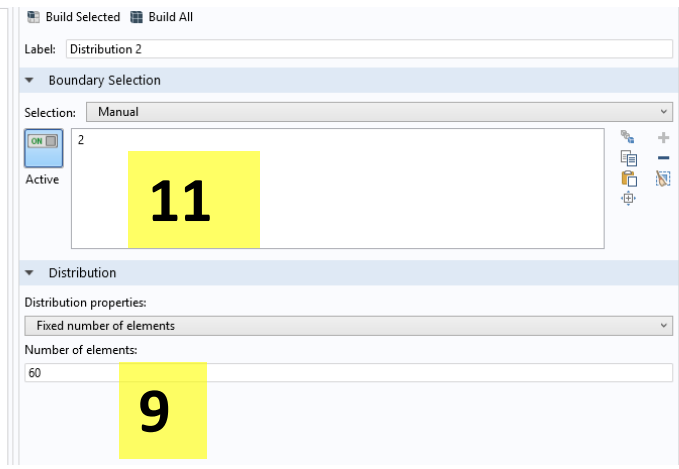 Build Selected Build All
Label: Distribution 2
Boundary Selection
Selection: Manual
ON 2
Active
11
Distribution
Distribution properties:
Fixed number of elements
Number of elements:
60
9